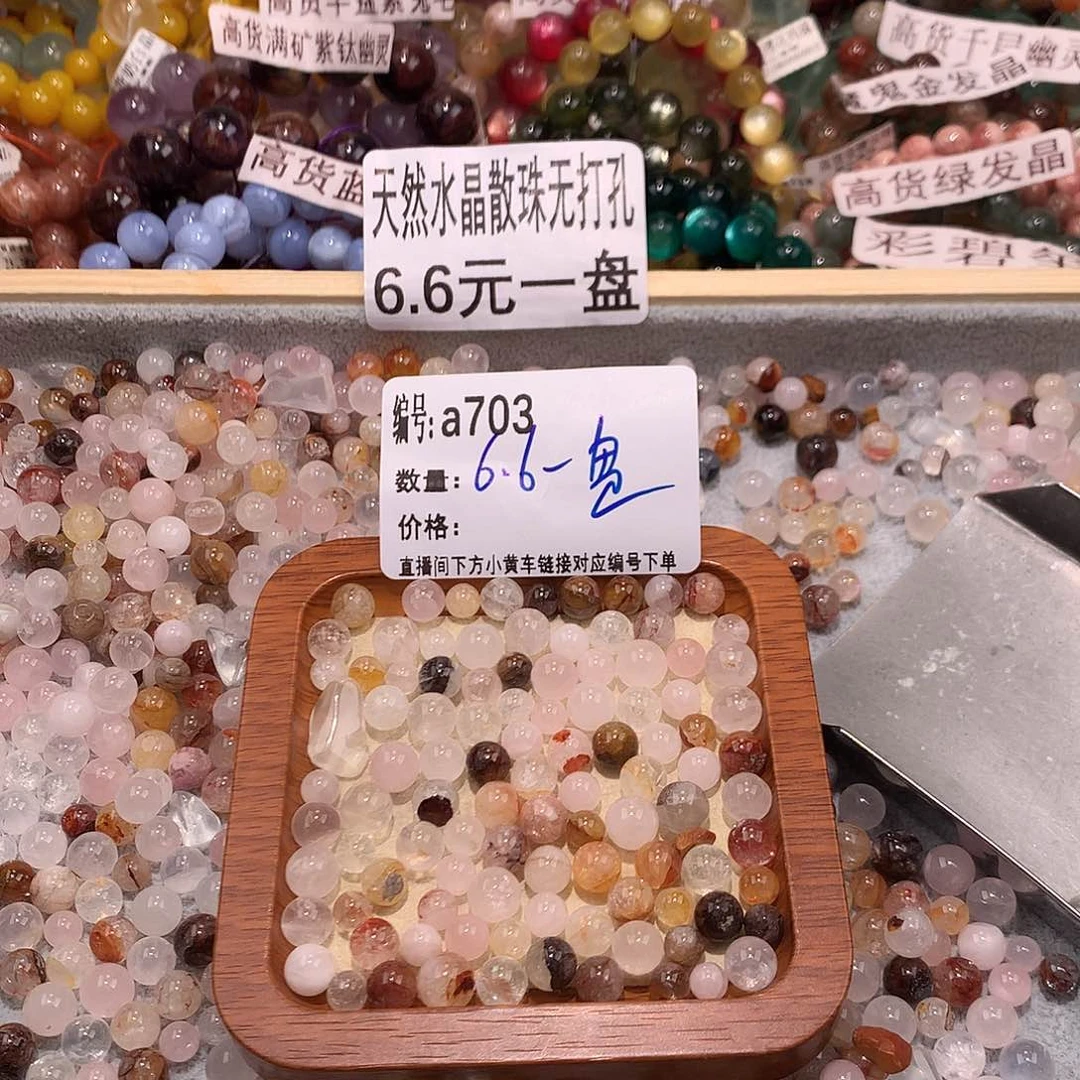 高货满矿紫钛幽灵
高货千层幽灵
鬼金发晶
高货绿发晶
彩碧玺
高货蓝
天然水晶散珠无打孔
6.6元一盘
编号:a703
数量: 6.6一盘
价格:
直播间下方小黄车链接对应编号下单